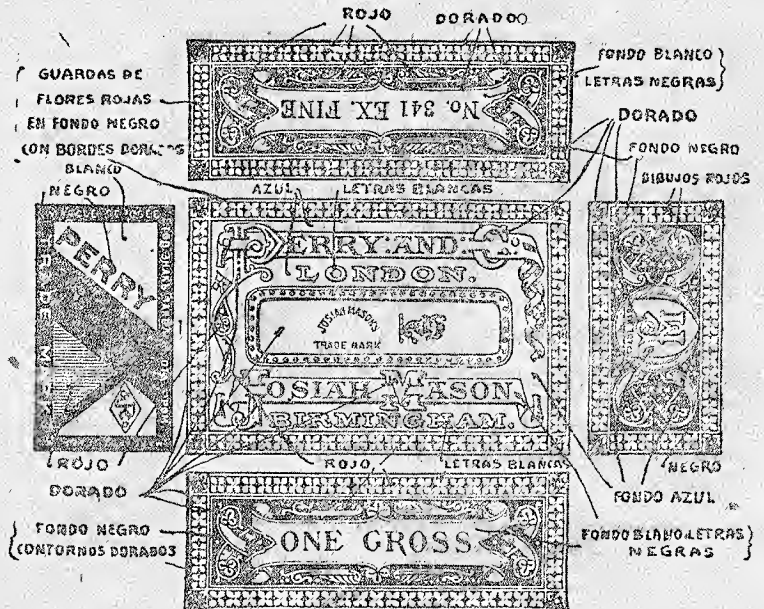 ROJO DORADO
GUARDAS DE
FLORES ROJAS
EN FONDO NEGRO
CON BORDES DORADOS
BLANCO
NEGRO
FONDO BLANCO
LETRAS NEGRAS
DORADO
FONDO NEGRO
DIBUJOS ROJOS
No. 341 EX. FINE
AZUL LETRAS BLANCAS
PERRY
PERRY AND
LONDON.
JOSIAH MASON'S
TRADE MARK
JOSIAH MASON
BIRMINGHAM.
M
ROJO
DORADO
ROJO LETRAS BLANCAS
NEGRO
FONDO AZUL
FONDO NEGRO
CONTORNOS DORADOS
ONE GROSS
FONDO BLANCO LETRAS
NEGRAS